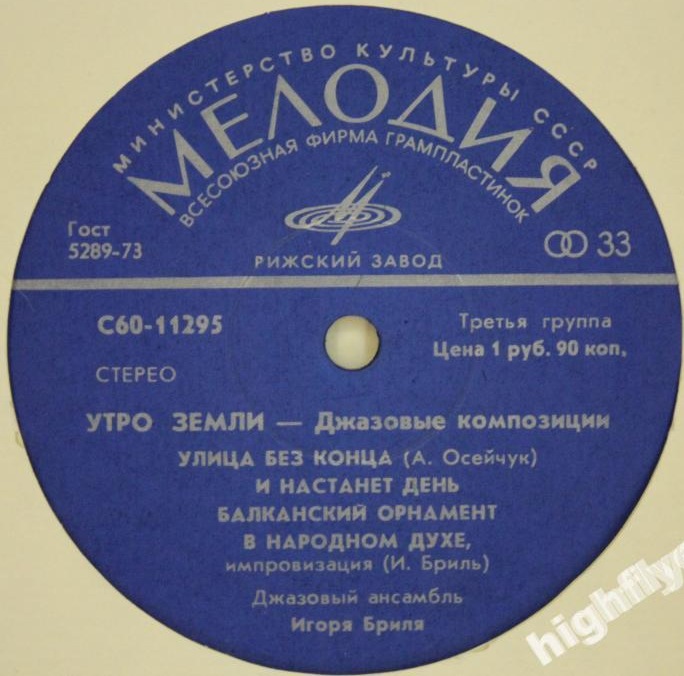 МИНИСТЕРСТВО КУЛЬТУРЫ СССР
МЕЛОДИЯ
ВСЕСОЮЗНАЯ ФИРМА ГРАМПЛАСТИНОК
Гост
5289-73
33
РИЖСКИЙ ЗАВОД
С60-11295
Третья группа
Цена 1 руб. 90 коп.
СТЕРЕО
УТРО ЗЕМЛИ — Джазовые композиции
УЛИЦА БЕЗ КОНЦА (А. Осейчук)
И НАСТАНЕТ ДЕНЬ
БАЛКАНСКИЙ ОРНАМЕНТ
В НАРОДНОМ ДУХЕ,
импровизация (И. Бриль)
Джазовый ансамбль
Игоря Бриля